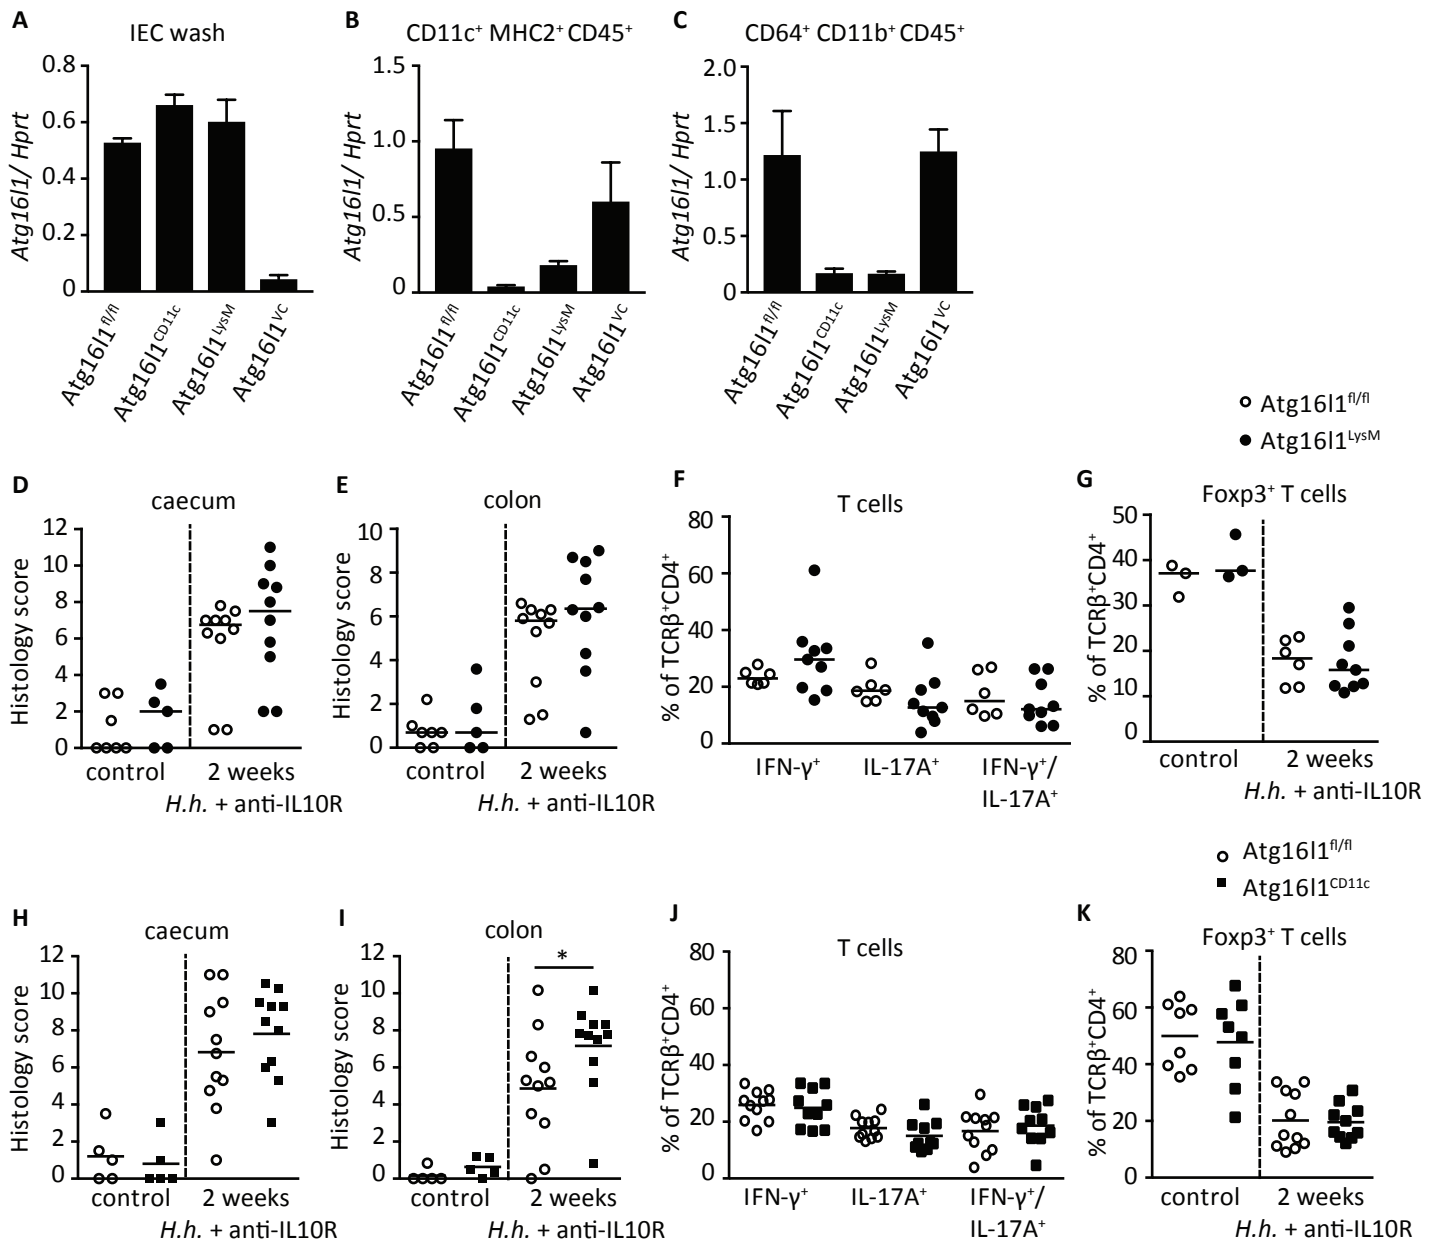 A
IEC wash
0.8
0.6
0.4
0.2
0
Atg16l1/ Hprt
Atg16l1fl/fl
Atg16l1CD11c
Atg16l1LysM
Atg16l1VC
B
CD11c+ MHC2+ CD45+
1.5
1.0
0.5
0
Atg16l1/ Hprt
Atg16l1fl/fl
Atg16l1CD11c
Atg16l1LysM
Atg16l1VC
C
CD64+ CD11b+ CD45+
2.0
1.5
1.0
0.5
0
Atg16l1/ Hprt
Atg16l1fl/fl
Atg16l1CD11c
Atg16l1LysM
Atg16l1VC
Atg16l1fl/fl
Atg16l1LysM
D
caecum
12
10
8
6
4
2
0
Histology score
control
2 weeks
H.h. + anti-IL10R
E
colon
10
8
6
4
2
0
Histology score
control
2 weeks
H.h. + anti-IL10R
F
T cells
80
60
40
20
0
% of TCRβ+CD4+
IFN-γ+
IL-17A+
IFN-γ+/
IL-17A+
G
Foxp3+ T cells
50
40
30
20
10
0
% of TCRβ+CD4+
control
2 weeks
H.h. + anti-IL10R
Atg16l1fl/fl
Atg16l1CD11c
H
caecum
12
10
8
6
4
2
0
Histology score
control
2 weeks
H.h. + anti-IL10R
I
colon
*
12
10
8
6
4
2
0
Histology score
control
2 weeks
H.h. + anti-IL10R
J
T cells
80
60
40
20
0
% of TCRβ+CD4+
IFN-γ+
IL-17A+
IFN-γ+/
IL-17A+
K
Foxp3+ T cells
80
60
40
20
0
% of TCRβ+CD4+
control
2 weeks
H.h. + anti-IL10R